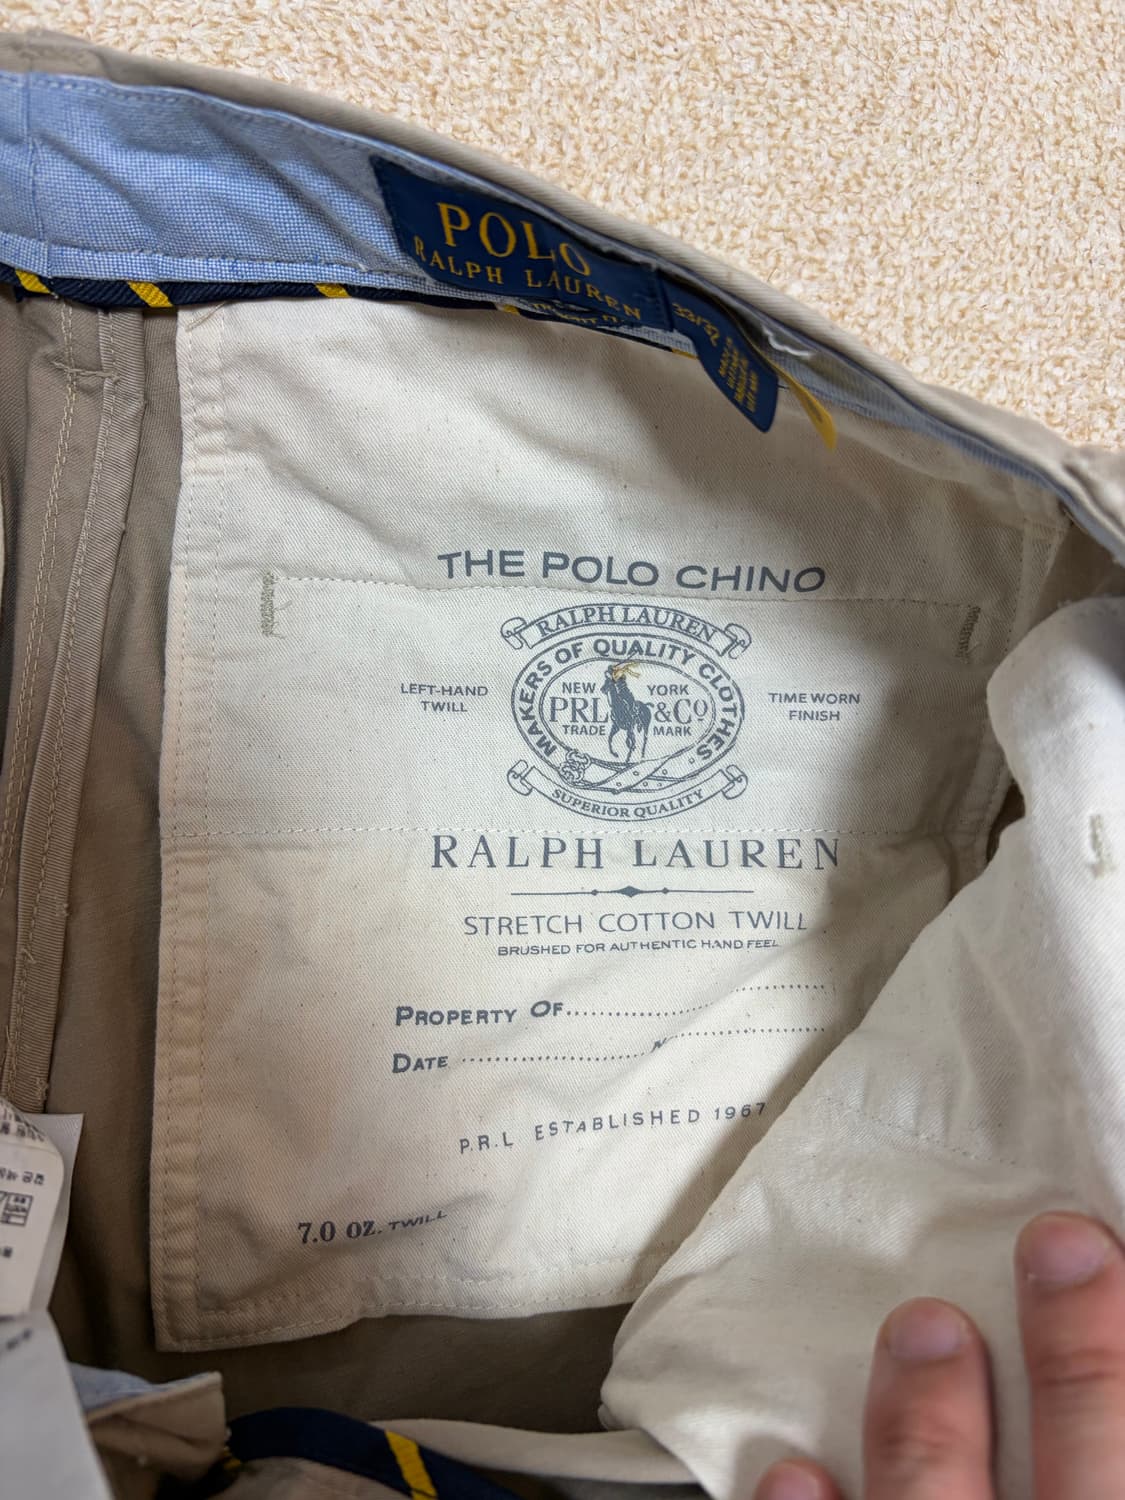 POLO
RALPH LAUREN
33/32
THE POLO CHINO
RALPH LAUREN
MAKERS OF QUALITY CLOTHES
LEFT-HAND
TWILL
NEW YORK
PRL &Co
TRADE MARK
TIME WORN
FINISH
SUPERIOR QUALITY
RALPH LAUREN
STRETCH COTTON TWILL
BRUSHED FOR AUTHENTIC HAND FEEL
PROPERTY OF
DATE
P.R.L ESTABLISHED 1967
7.0 OZ. TWILL